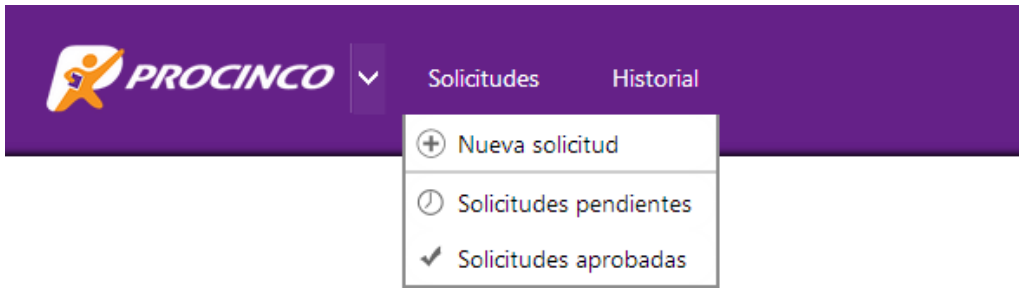 PROCINCO
Solicitudes
Historial
Nueva solicitud
Solicitudes pendientes
Solicitudes aprobadas